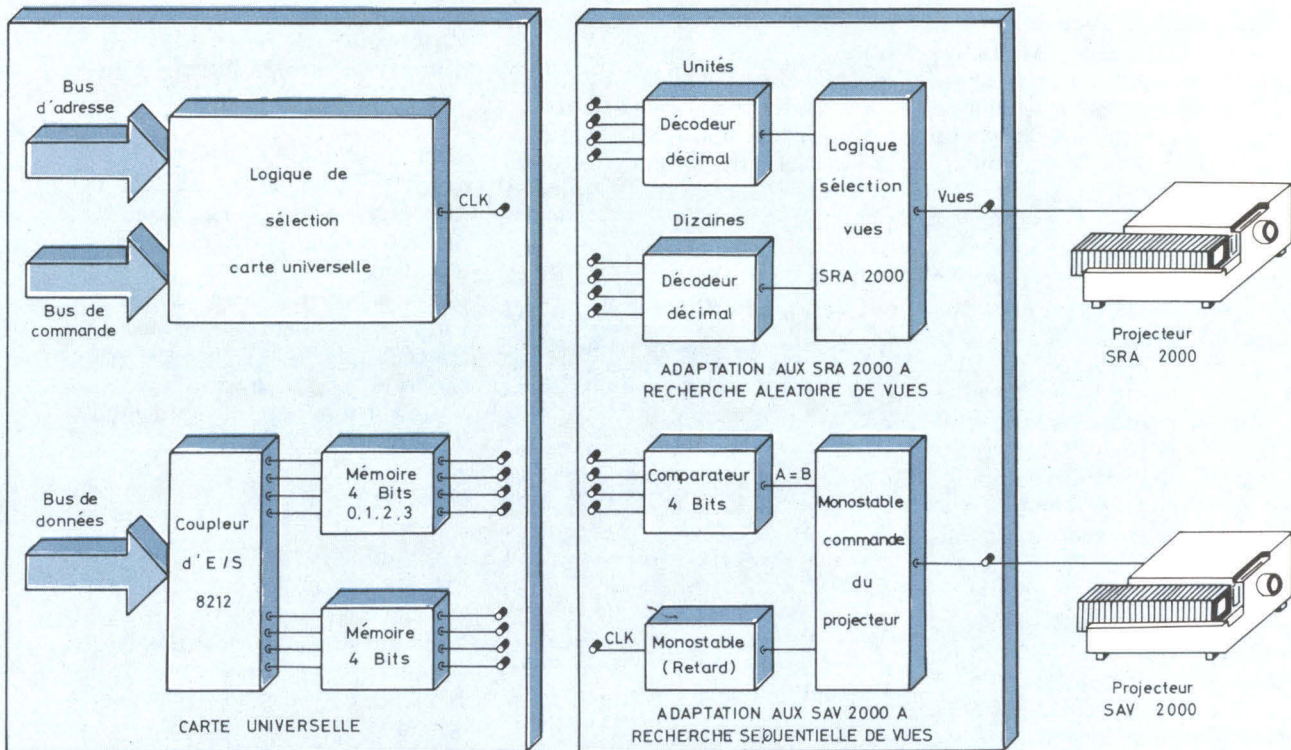 Bus
d'adresse
Logique de
sélection
carte universelle
CLK
Bus de
commande
Bus de
données
Coupleur
d'E/S
8212
Mémoire
4 Bits
0,1,2,3
Mémoire
4 Bits
CARTE UNIVERSELLE
Unités
Décodeur
décimal
Dizaines
Décodeur
décimal
Logique
sélection
vues
SRA 2000
Vues
ADAPTATION AUX SRA 2000 A
RECHERCHE ALEATOIRE DE VUES
Projecteur
SRA 2000
Comparateur
4 Bits
A=B
CLK
Monostable
(Retard)
Monostable
commande
du
projecteur
ADAPTATION AUX SAV 2000 A
RECHERCHE SEQUENTIELLE DE VUES
Projecteur
SAV 2000